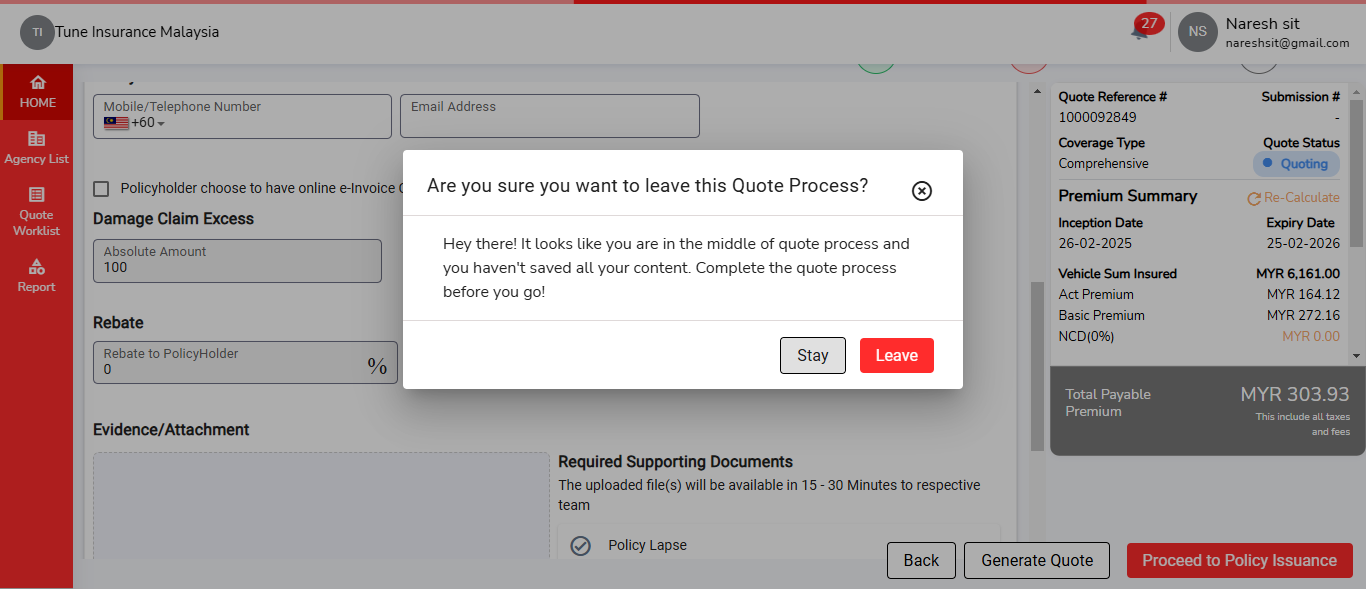 TI Tune Insurance Malaysia
27
NS
Naresh sit
nareshsit@gmail.com
HOME
Agency List
Quote
Worklist
Report
Mobile/Telephone Number
+60
Email Address
Policyholder choose to have online e-Invoice
Damage Claim Excess
Absolute Amount
100
Rebate
Rebate to PolicyHolder
0
%
Evidence/Attachment
Required Supporting Documents
The uploaded file(s) will be available in 15 - 30 Minutes to respective
team
Policy Lapse
Are you sure you want to leave this Quote Process?
Hey there! It looks like you are in the middle of quote process and
you haven't saved all your content. Complete the quote process
before you go!
Stay
Leave
Quote Reference # Submission #
1000092849 -
Coverage Type Quote Status
Comprehensive Quoting
Premium Summary Re-Calculate
Inception Date Expiry Date
26-02-2025 25-02-2026
Vehicle Sum Insured MYR 6,161.00
Act Premium MYR 164.12
Basic Premium MYR 272.16
NCD(0%) MYR 0.00
Total Payable
Premium
MYR 303.93
This include all taxes
and fees
Back
Generate Quote
Proceed to Policy Issuance